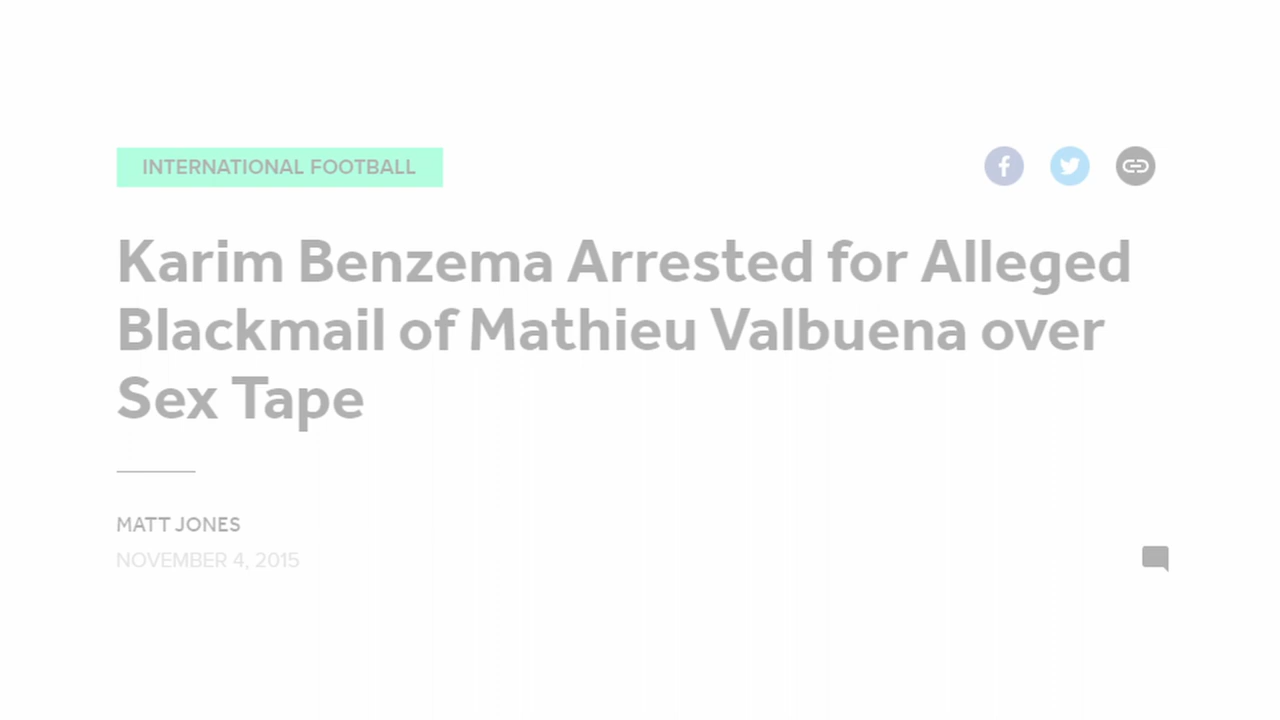 INTERNATIONAL FOOTBALL
Karim Benzema Arrested for Alleged
Blackmail of Mathieu Valbuena over
Sex Tape
MATT JONES
NOVEMBER 4, 2015